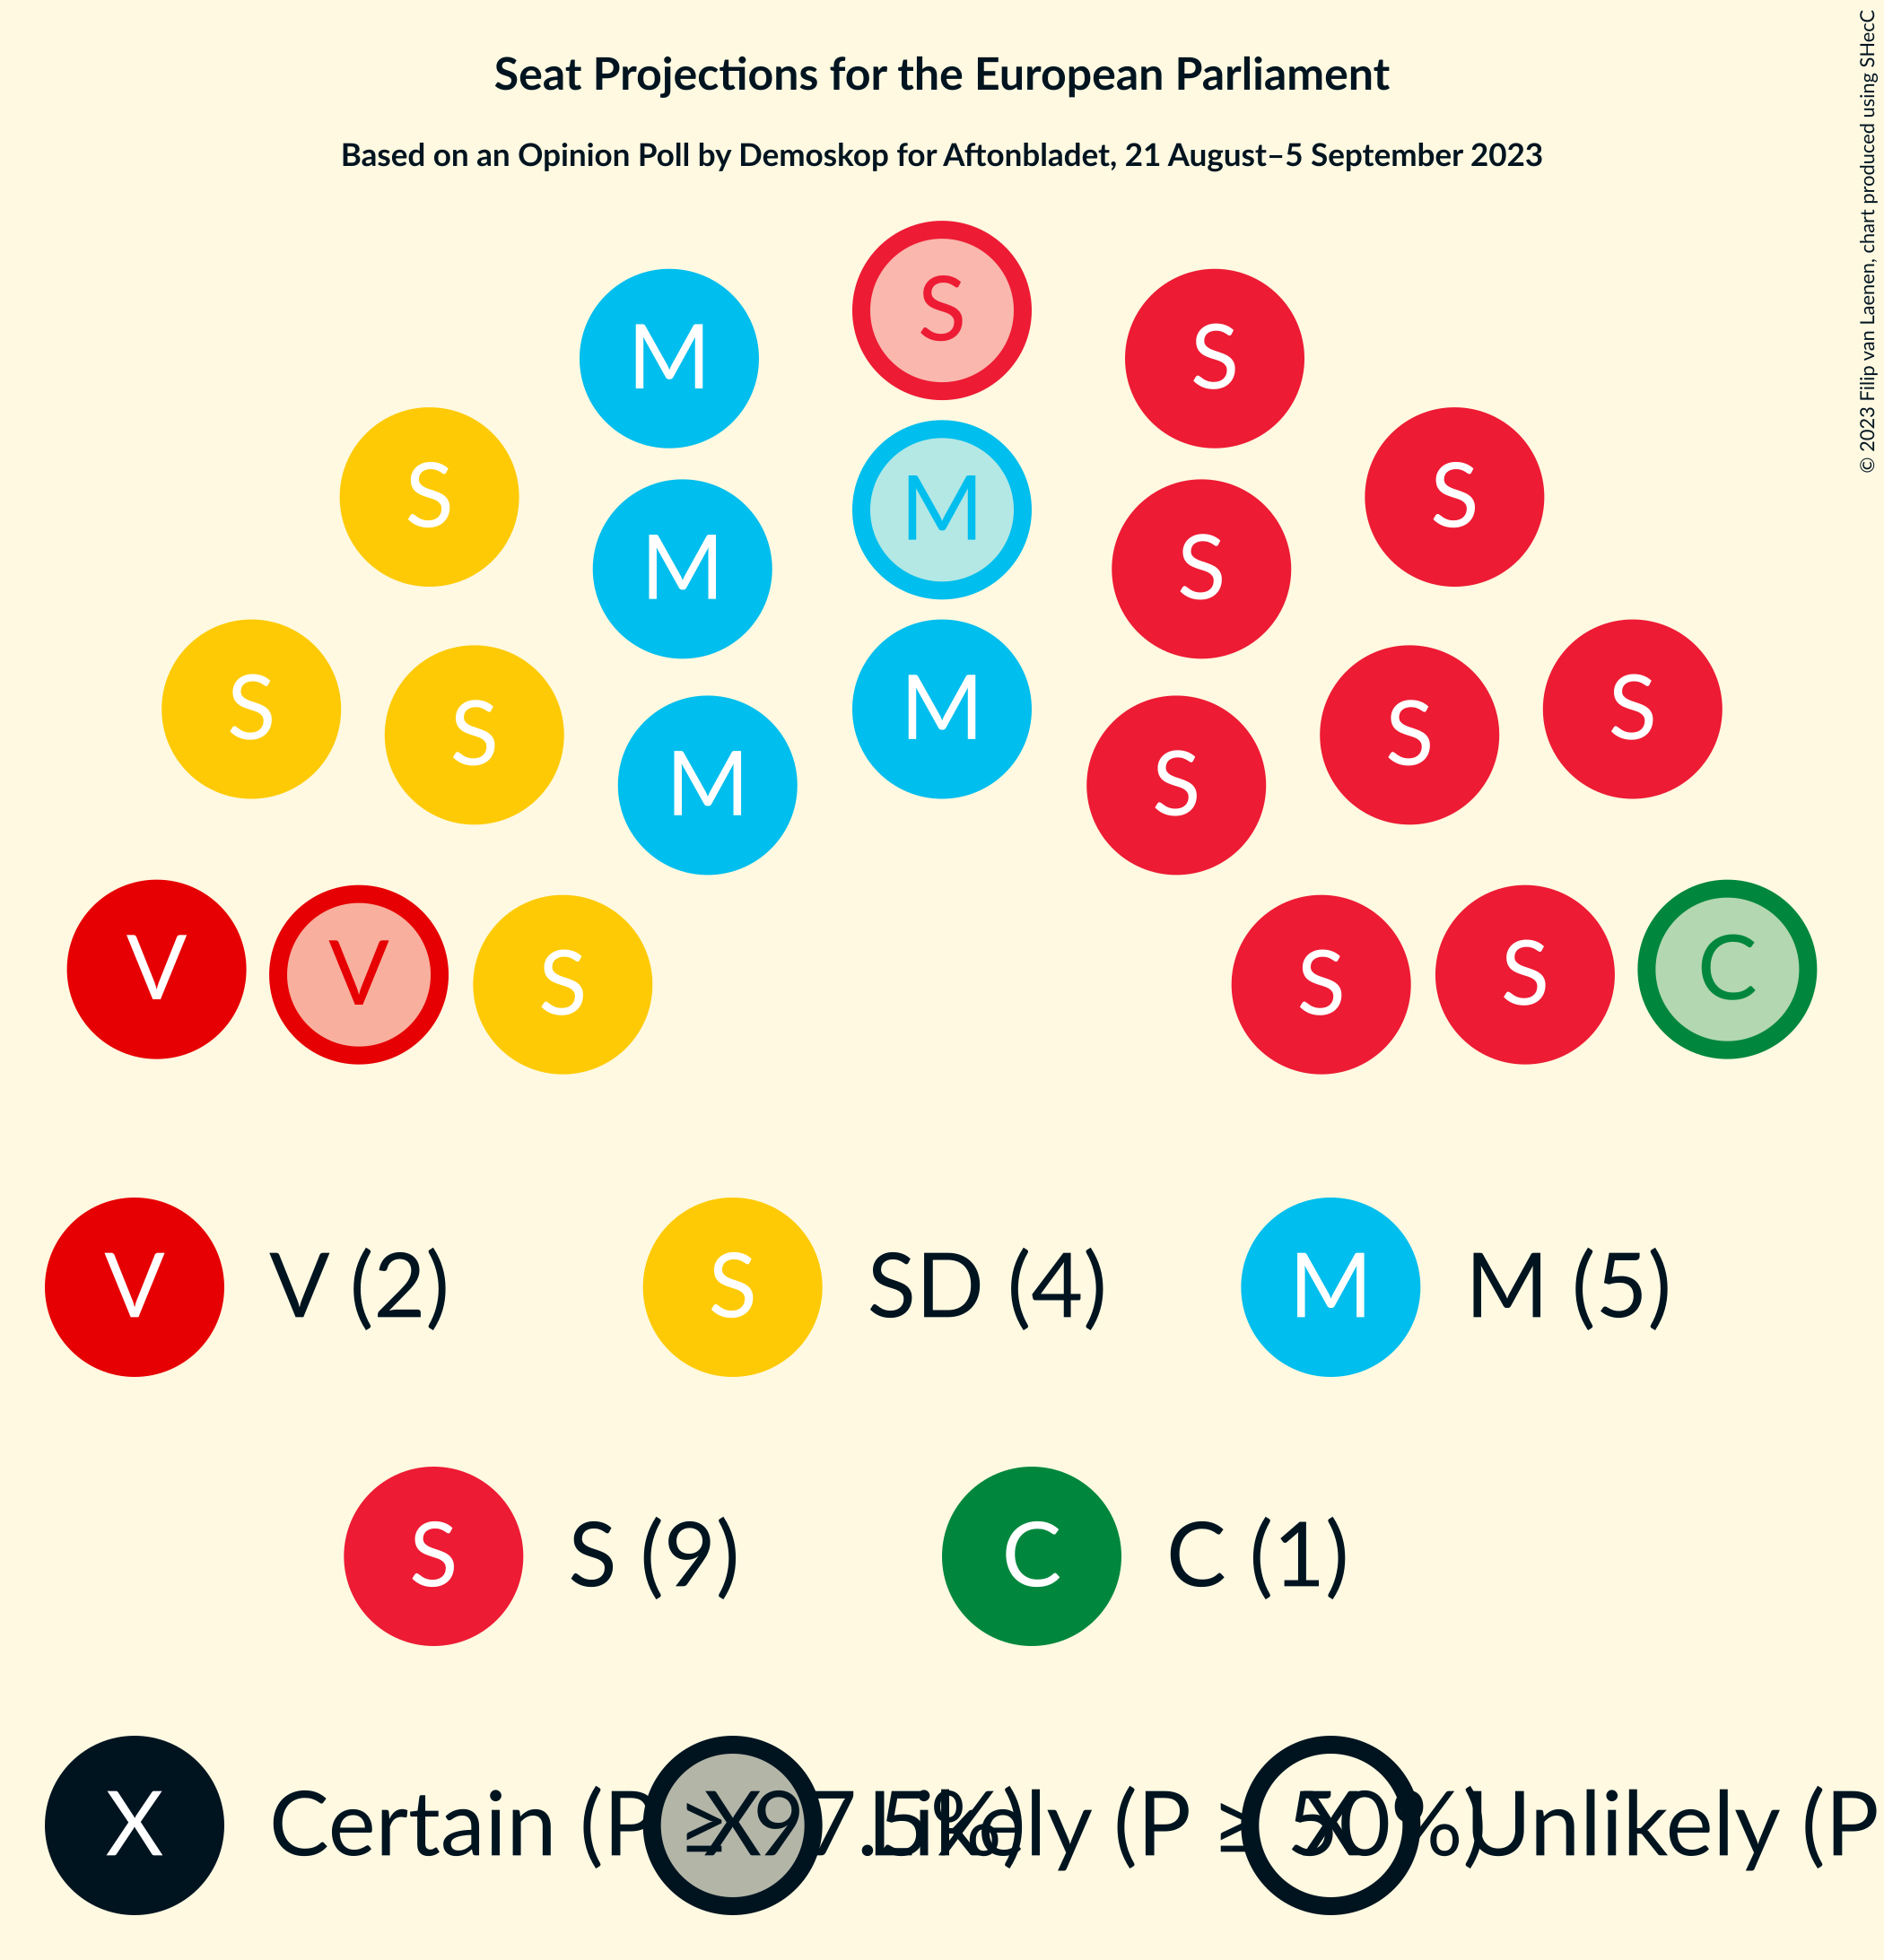 Seat Projections for the European Parliament
Based on an Opinion Poll by Demoskop for Aftonbladet, 21 August–5 September 2023
© 2023 Filip van Laenen, chart produced using SHecC
S
M S
S M S
M S
S M S
S S S
M S
V S C
V S S
S
V V (2) S SD (4) M M (5)
S S (9) C C (1)
X Certain (P ≥ 97.5%) X Likely (P ≥ 50%) X Unlikely (P